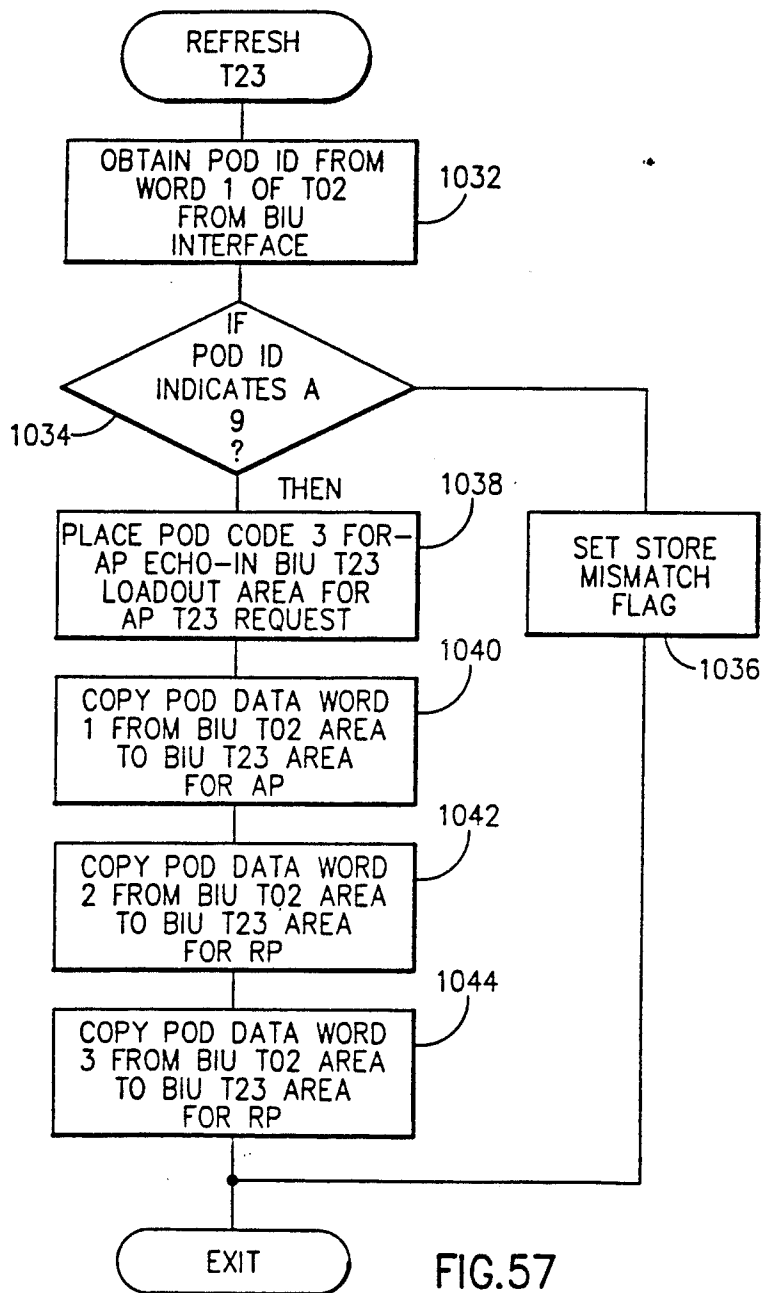 REFRESH
T23
OBTAIN POD ID FROM
WORD 1 OF T02
FROM BIU
INTERFACE
1032
IF
POD ID
INDICATES A
9
?
1034
THEN
1038
PLACE POD CODE 3 FOR-
AP ECHO-IN BIU T23
LOADOUT AREA FOR
AP T23 REQUEST
SET STORE
MISMATCH
FLAG
1036
1040
COPY POD DATA WORD
1 FROM BIU T02 AREA
TO BIU T23 AREA
FOR AP
1042
COPY POD DATA WORD
2 FROM BIU T02 AREA
TO BIU T23 AREA
FOR RP
1044
COPY POD DATA WORD
3 FROM BIU T02 AREA
TO BIU T23 AREA
FOR RP
EXIT
FIG.57